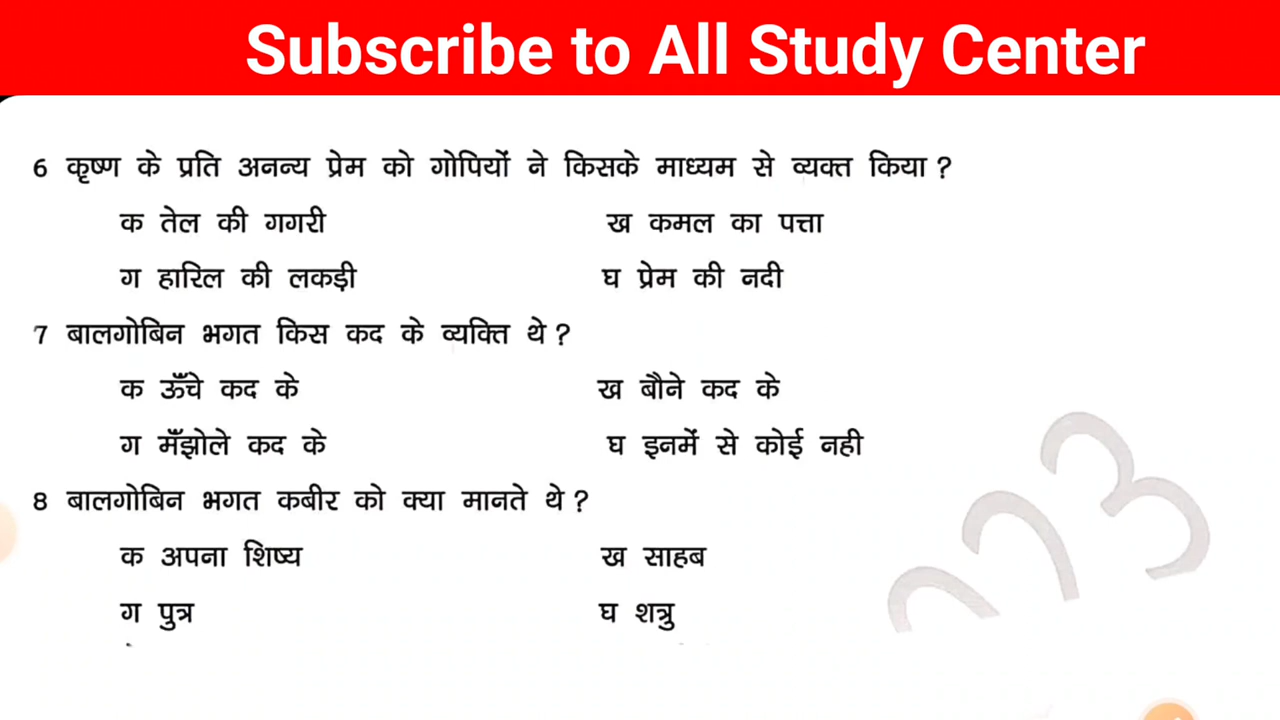 Subscribe to All Study Center
6 कृष्ण के प्रति अनन्य प्रेम को गोपियों ने किसके माध्यम से व्यक्त किया ?
क तेल की गगरी ख कमल का पत्ता
ग हारिल की लकड़ी घ प्रेम की नदी
7 बालगोबिन भगत किस कद के व्यक्ति थे ?
क ऊँचे कद के ख बौने कद के
ग मँझोले कद के घ इनमें से कोई नही
8 बालगोबिन भगत कबीर को क्या मानते थे ?
क अपना शिष्य ख साहब
ग पुत्र घ शत्रु